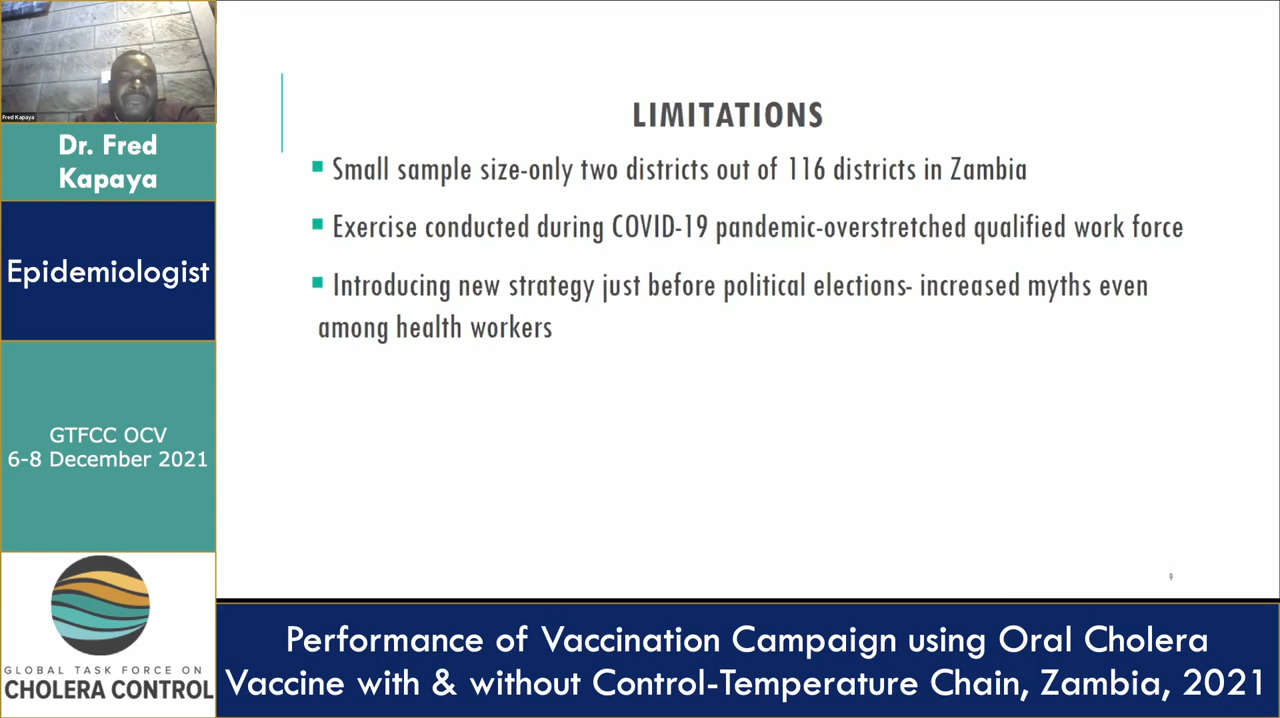 Fred Kapaya
Dr. Fred
Kapaya
Epidemiologist
GTFCC OCV
6-8 December 2021
GLOBAL TASK FORCE ON
CHOLERA CONTROL
LIMITATIONS
Small sample size-only two districts out of 116 districts in Zambia
Exercise conducted during COVID-19 pandemic-overstretched qualified work force
Introducing new strategy just before political elections- increased myths even
among health workers
9
Performance of Vaccination Campaign using Oral Cholera
Vaccine with & without Control-Temperature Chain, Zambia, 2021